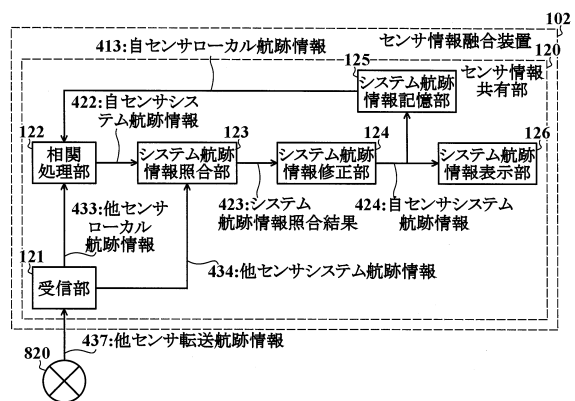 102
センサ情報融合装置
120
413:自センサローカル航跡情報
センサ情報
共有部
125
システム航跡
情報記憶部
422:自センサシス
テム航跡情報
122
相関
処理部
123
システム航跡
情報照合部
124
システム航跡
情報修正部
126
システム航跡
情報表示部
433:他センサ
ローカル
航跡情報
423:システム
航跡情報照合結果
424:自センサシステム
航跡情報
121
受信部
434:他センサシステム航跡情報
437:他センサ転送航跡情報
820